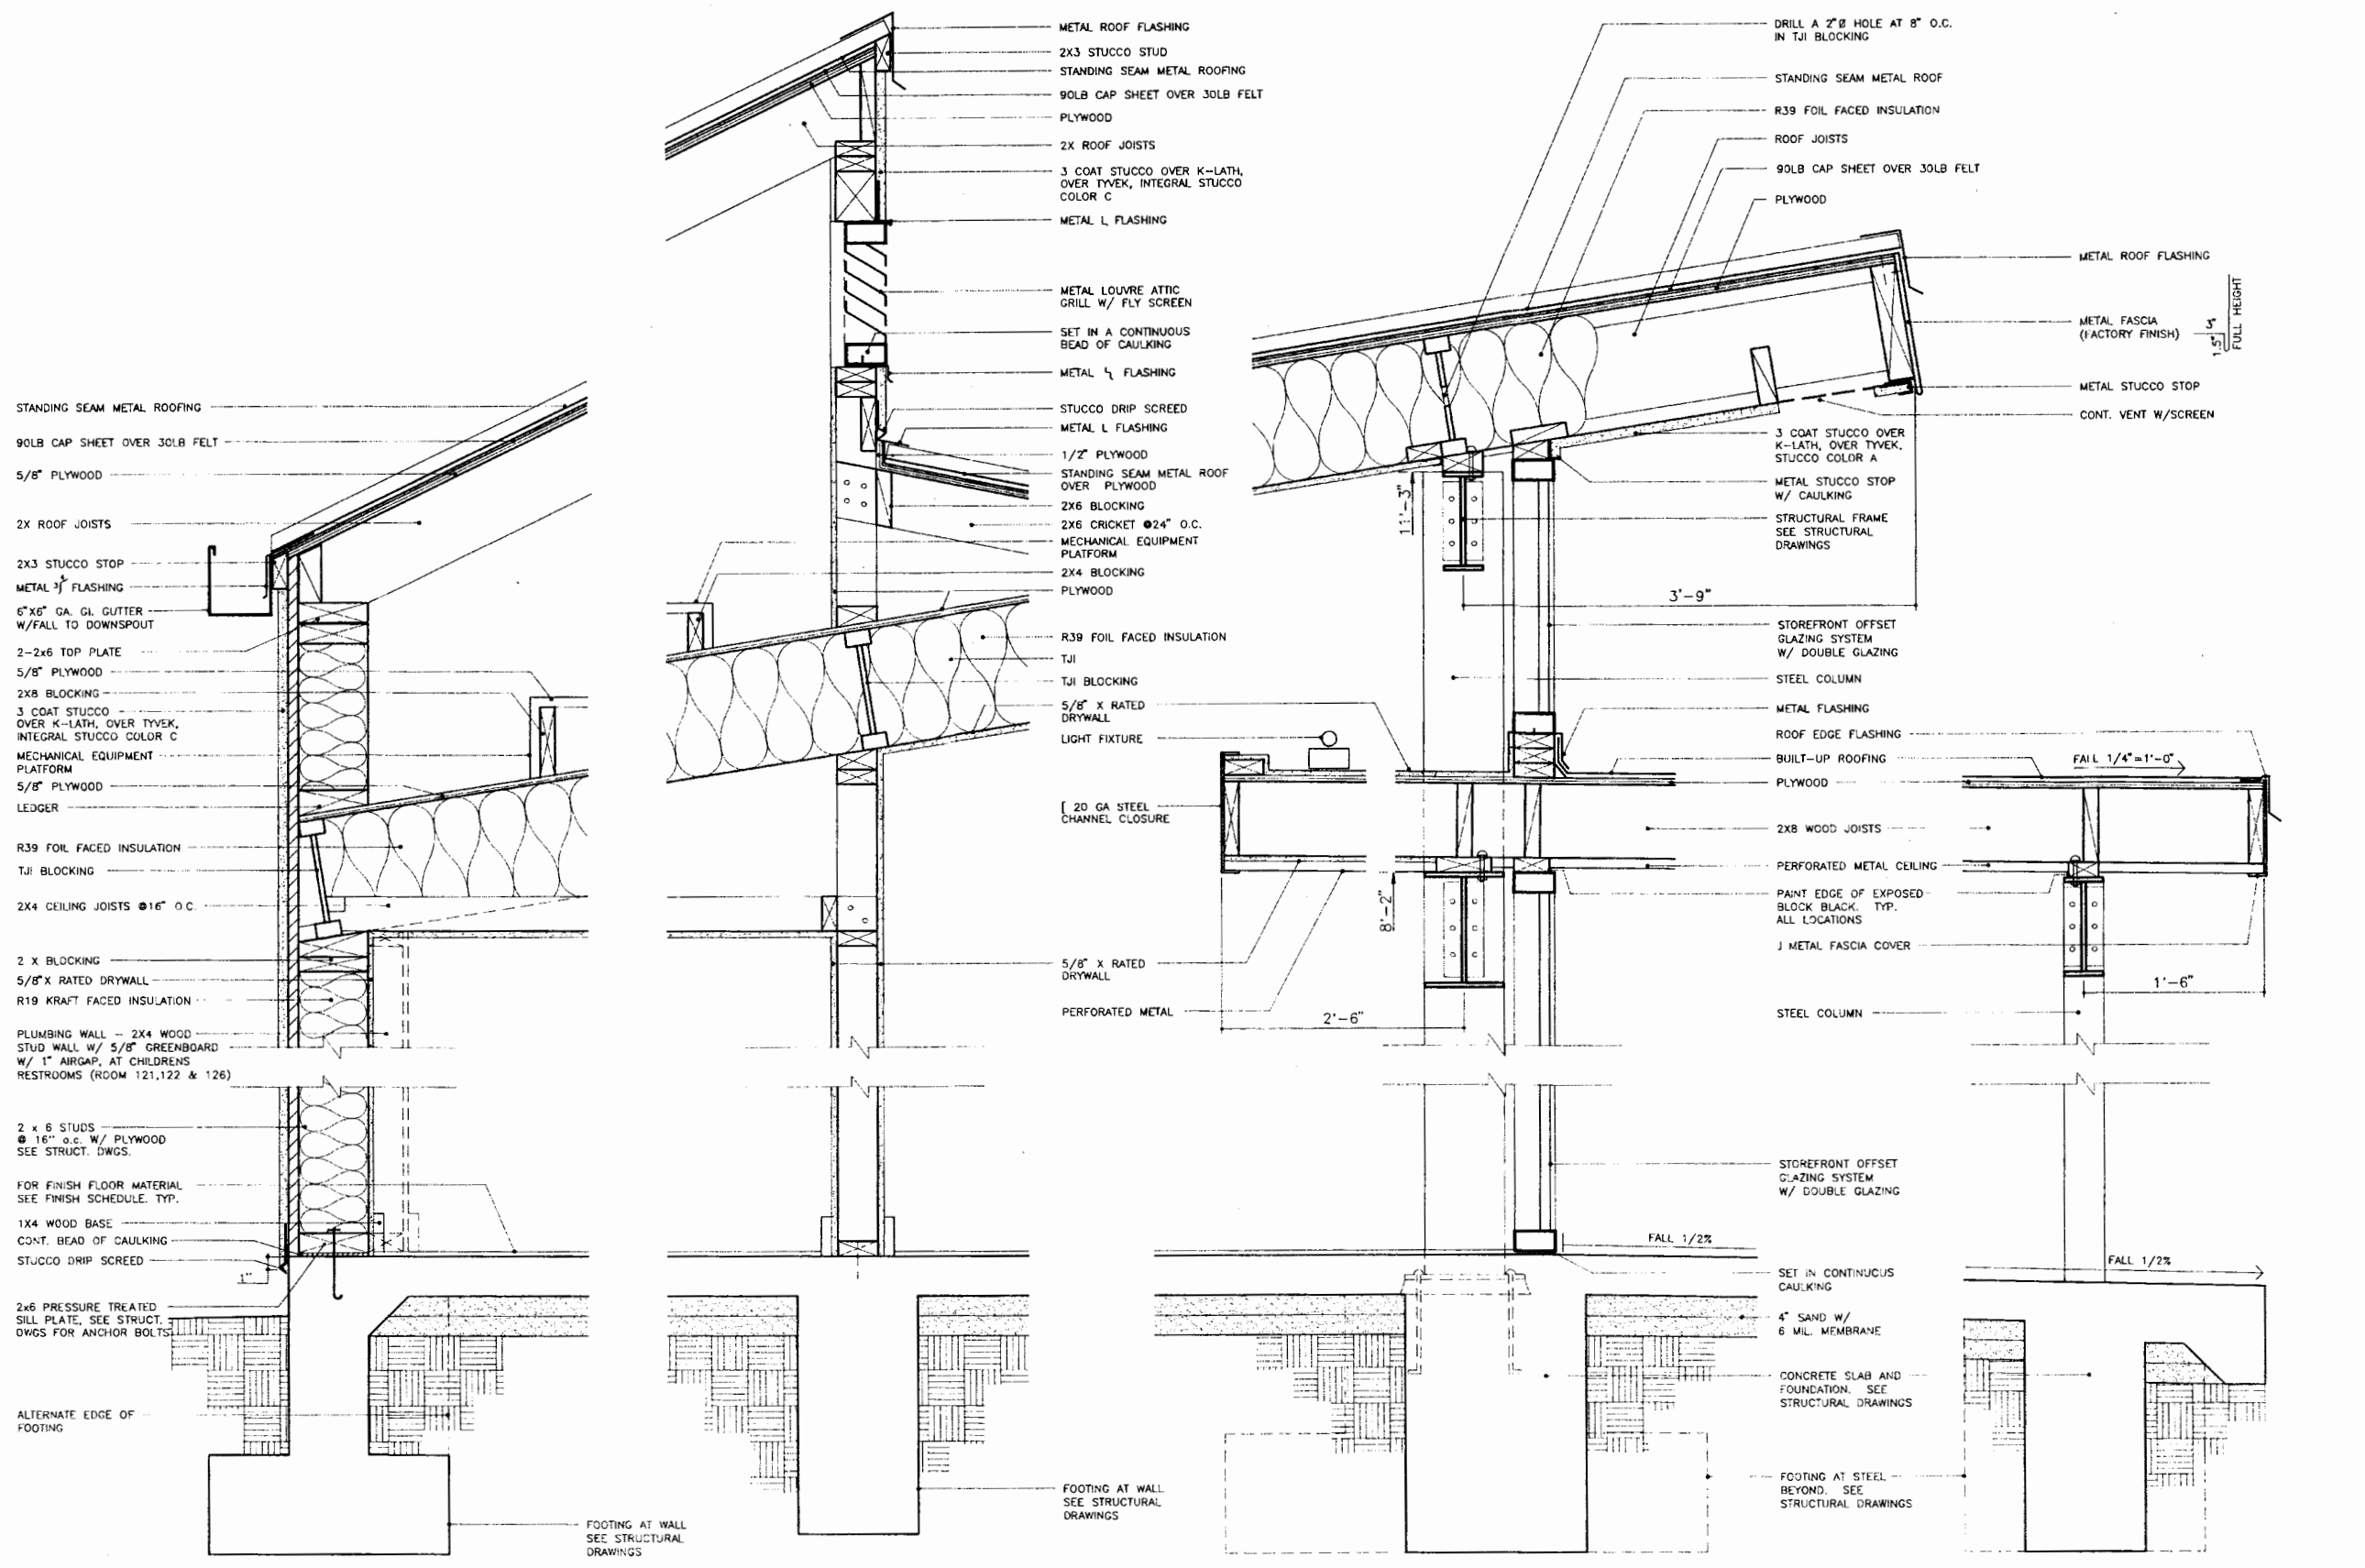 STANDING SEAM METAL ROOFING
90LB CAP SHEET OVER 30LB FELT
5/8" PLYWOOD
2X ROOF JOISTS
2X3 STUCCO STOP
METAL FLASHING
6"X6" GA. GI. GUTTER
W/FALL TO DOWNSPOUT
2-2x6 TOP PLATE
5/8" PLYWOOD
2X8 BLOCKING
3 COAT STUCCO
OVER K-LATH, OVER TYVEK,
INTEGRAL STUCCO COLOR C
MECHANICAL EQUIPMENT
PLATFORM
5/8" PLYWOOD
LEDGER
R39 FOIL FACED INSULATION
TJI BLOCKING
2X4 CEILING JOISTS @16" O.C.
2 X BLOCKING
5/8"X RATED DRYWALL
R19 KRAFT FACED INSULATION
PLUMBING WALL - 2X4 WOOD
STUD WALL W/ 5/8" GREENBOARD
W/ 1" AIRGAP, AT CHILDRENS
RESTROOMS (ROOM 121,122 & 126)
2 x 6 STUDS
@ 16" o.c. W/ PLYWOOD
SEE STRUCT. DWGS.
FOR FINISH FLOOR MATERIAL
SEE FINISH SCHEDULE. TYP.
1X4 WOOD BASE
CONT. BEAD OF CAULKING
STUCCO DRIP SCREED
1"
2x6 PRESSURE TREATED
SILL PLATE, SEE STRUCT.
DWGS FOR ANCHOR BOLTS
ALTERNATE EDGE OF
FOOTING
FOOTING AT WALL
SEE STRUCTURAL
DRAWINGS
METAL ROOF FLASHING
2X3 STUCCO STUD
STANDING SEAM METAL ROOFING
90LB CAP SHEET OVER 30LB FELT
PLYWOOD
2X ROOF JOISTS
3 COAT STUCCO OVER K-LATH,
OVER TYVEK, INTEGRAL STUCCO
COLOR C
METAL L FLASHING
METAL LOUVRE ATTIC
GRILL W/ FLY SCREEN
SET IN A CONTINUOUS
BEAD OF CAULKING
METAL FLASHING
STUCCO DRIP SCREED
METAL L FLASHING
1/2" PLYWOOD
STANDING SEAM METAL ROOF
OVER PLYWOOD
2X6 BLOCKING
2X6 CRICKET @24" O.C.
MECHANICAL EQUIPMENT
PLATFORM
2X4 BLOCKING
PLYWOOD
R39 FOIL FACED INSULATION
TJI
TJI BLOCKING
5/8" X RATED
DRYWALL
LIGHT FIXTURE
[ 20 GA STEEL
CHANNEL CLOSURE
5/8" X RATED
DRYWALL
PERFORATED METAL
2'-6"
FOOTING AT WALL
SEE STRUCTURAL
DRAWINGS
DRILL A 2"Ø HOLE AT 8" O.C.
IN TJI BLOCKING
STANDING SEAM METAL ROOF
R39 FOIL FACED INSULATION
ROOF JOISTS
90LB CAP SHEET OVER 30LB FELT
PLYWOOD
METAL ROOF FLASHING
METAL FASCIA
(FACTORY FINISH)
3"
1.5"
FULL HEIGHT
METAL STUCCO STOP
CONT. VENT W/SCREEN
3 COAT STUCCO OVER
K-LATH, OVER TYVEK,
STUCCO COLOR A
METAL STUCCO STOP
W/ CAULKING
STRUCTURAL FRAME
SEE STRUCTURAL
DRAWINGS
11'-3"
3'-9"
STOREFRONT OFFSET
GLAZING SYSTEM
W/ DOUBLE GLAZING
STEEL COLUMN
METAL FLASHING
ROOF EDGE FLASHING
BUILT-UP ROOFING
FALL 1/4"=1'-0"
PLYWOOD
2X8 WOOD JOISTS
PERFORATED METAL CEILING
PAINT EDGE OF EXPOSED
BLOCK BLACK. TYP.
ALL LOCATIONS
8'-2"
J METAL FASCIA COVER
1'-6"
STEEL COLUMN
STOREFRONT OFFSET
GLAZING SYSTEM
W/ DOUBLE GLAZING
FALL 1/2%
FALL 1/2%
SET IN CONTINUCUS
CAULKING
4" SAND W/
6 MIL. MEMBRANE
CONCRETE SLAB AND
FOUNDATION. SEE
STRUCTURAL DRAWINGS
FOOTING AT STEEL
BEYOND. SEE
STRUCTURAL DRAWINGS